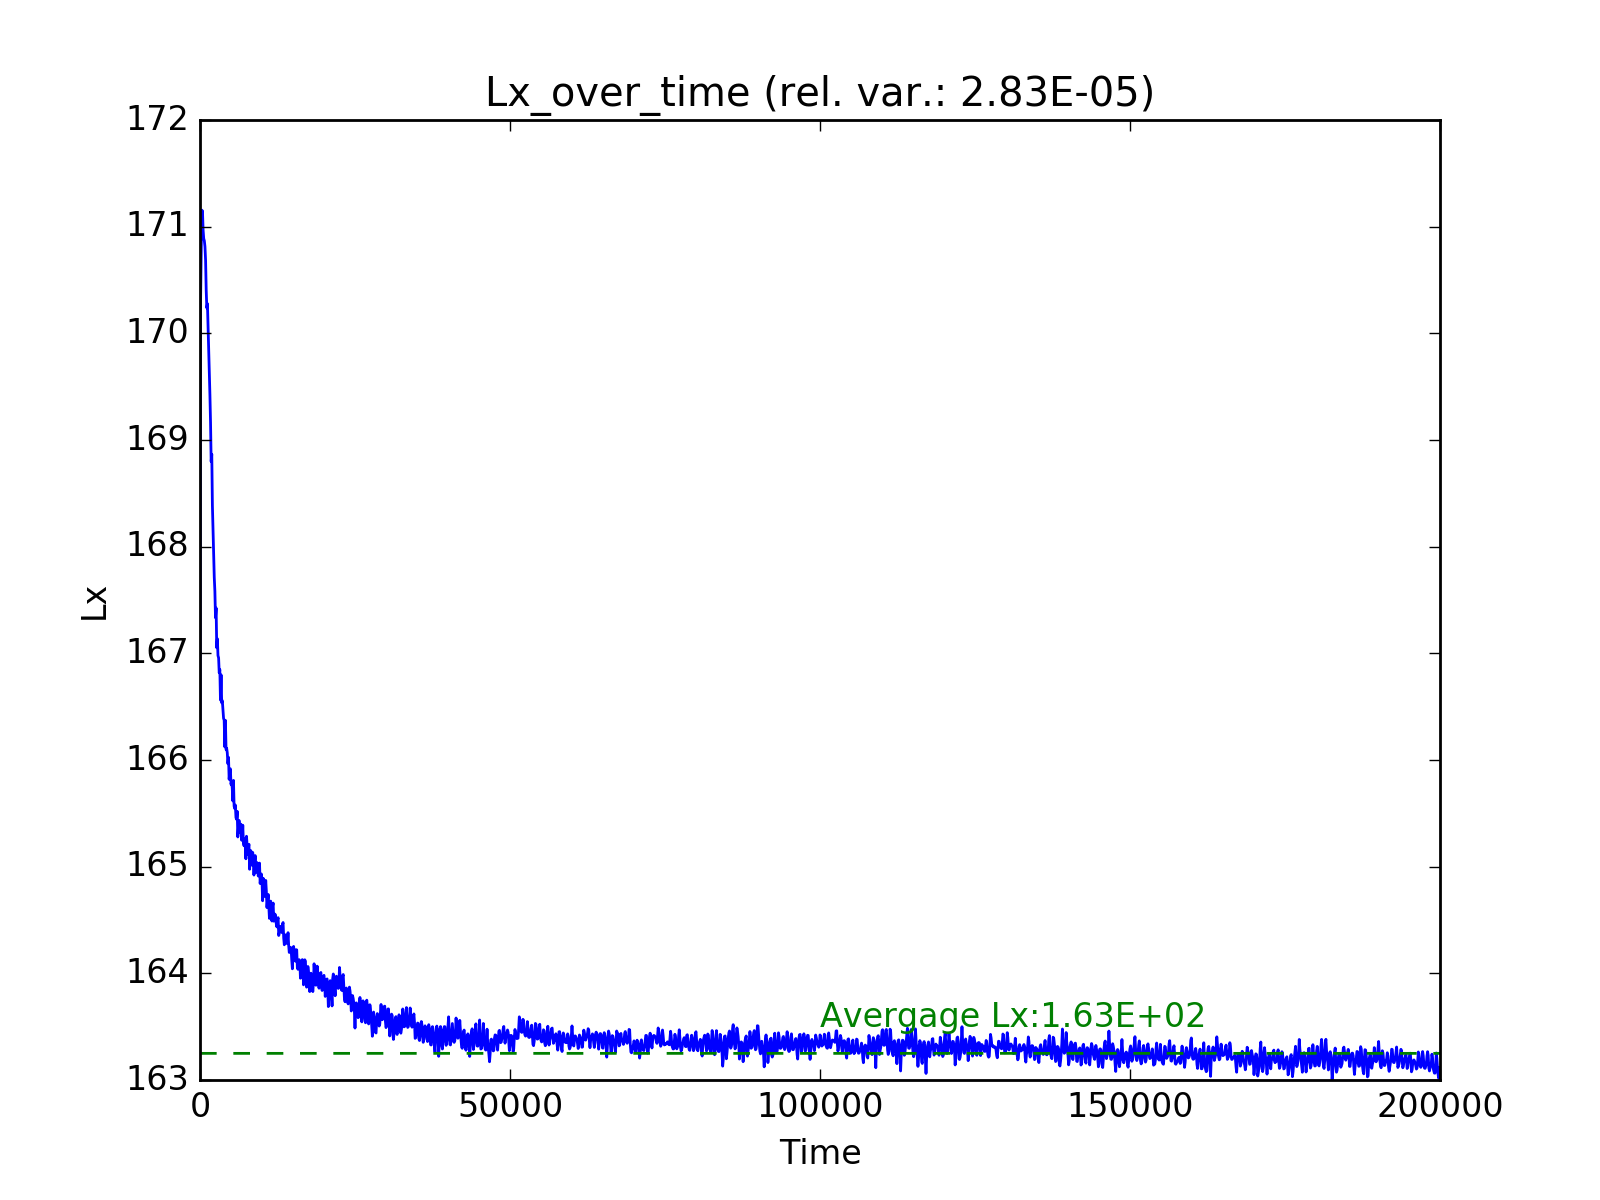 Lx_over_time (rel. var.: 2.83E-05)
172
171
170
169
168
167
166
165
164
163
Lx
Avergage Lx:1.63E+02
0 50000 100000 150000 200000
Time